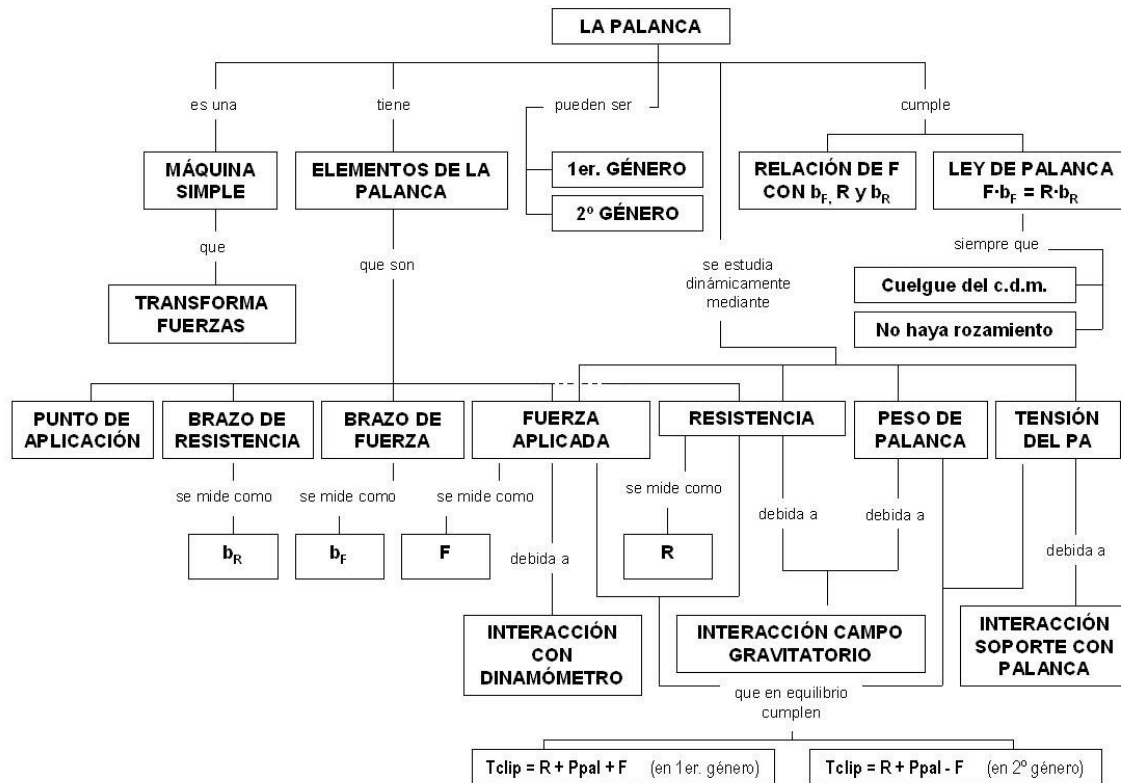 LA PALANCA
es una
tiene
pueden ser
cumple
MÁQUINA
SIMPLE
ELEMENTOS DE LA
PALANCA
1er. GÉNERO
2º GÉNERO
RELACIÓN DE F
CON bF, R y bR
LEY DE PALANCA
F·bF = R·bR
que
que son
se estudia
dinámicamente
mediante
siempre que
TRANSFORMA
FUERZAS
Cuelgue del c.d.m.
No haya rozamiento
PUNTO DE
APLICACIÓN
BRAZO DE
RESISTENCIA
BRAZO DE
FUERZA
FUERZA
APLICADA
RESISTENCIA
PESO DE
PALANCA
TENSIÓN
DEL PA
se mide como
se mide como
se mide como
se mide como
debida a
debida a
bR
bF
F
debida a
R
debida a
INTERACCIÓN
CON
DINAMÓMETRO
INTERACCIÓN CAMPO
GRAVITATORIO
INTERACCIÓN
SOPORTE CON
PALANCA
que en equilibrio
cumplen
Tclip = R + Ppal + F (en 1er. género)
Tclip = R + Ppal - F (en 2º género)